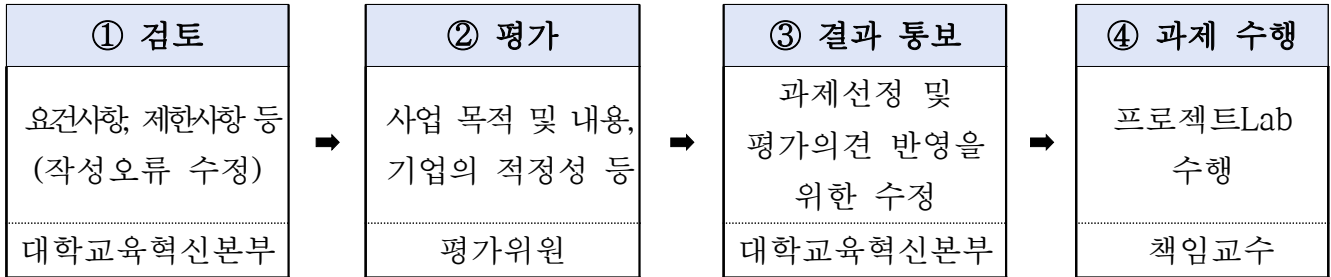 ① 검토
요건사항, 제한사항 등
(작성오류 수정)
대학교육혁신본부
➡
② 평가
사업 목적 및 내용,
기업의 적정성 등
평가위원
➡
③ 결과 통보
과제선정 및
평가의견 반영을
위한 수정
대학교육혁신본부
➡
④ 과제 수행
프로젝트Lab
수행
책임교수